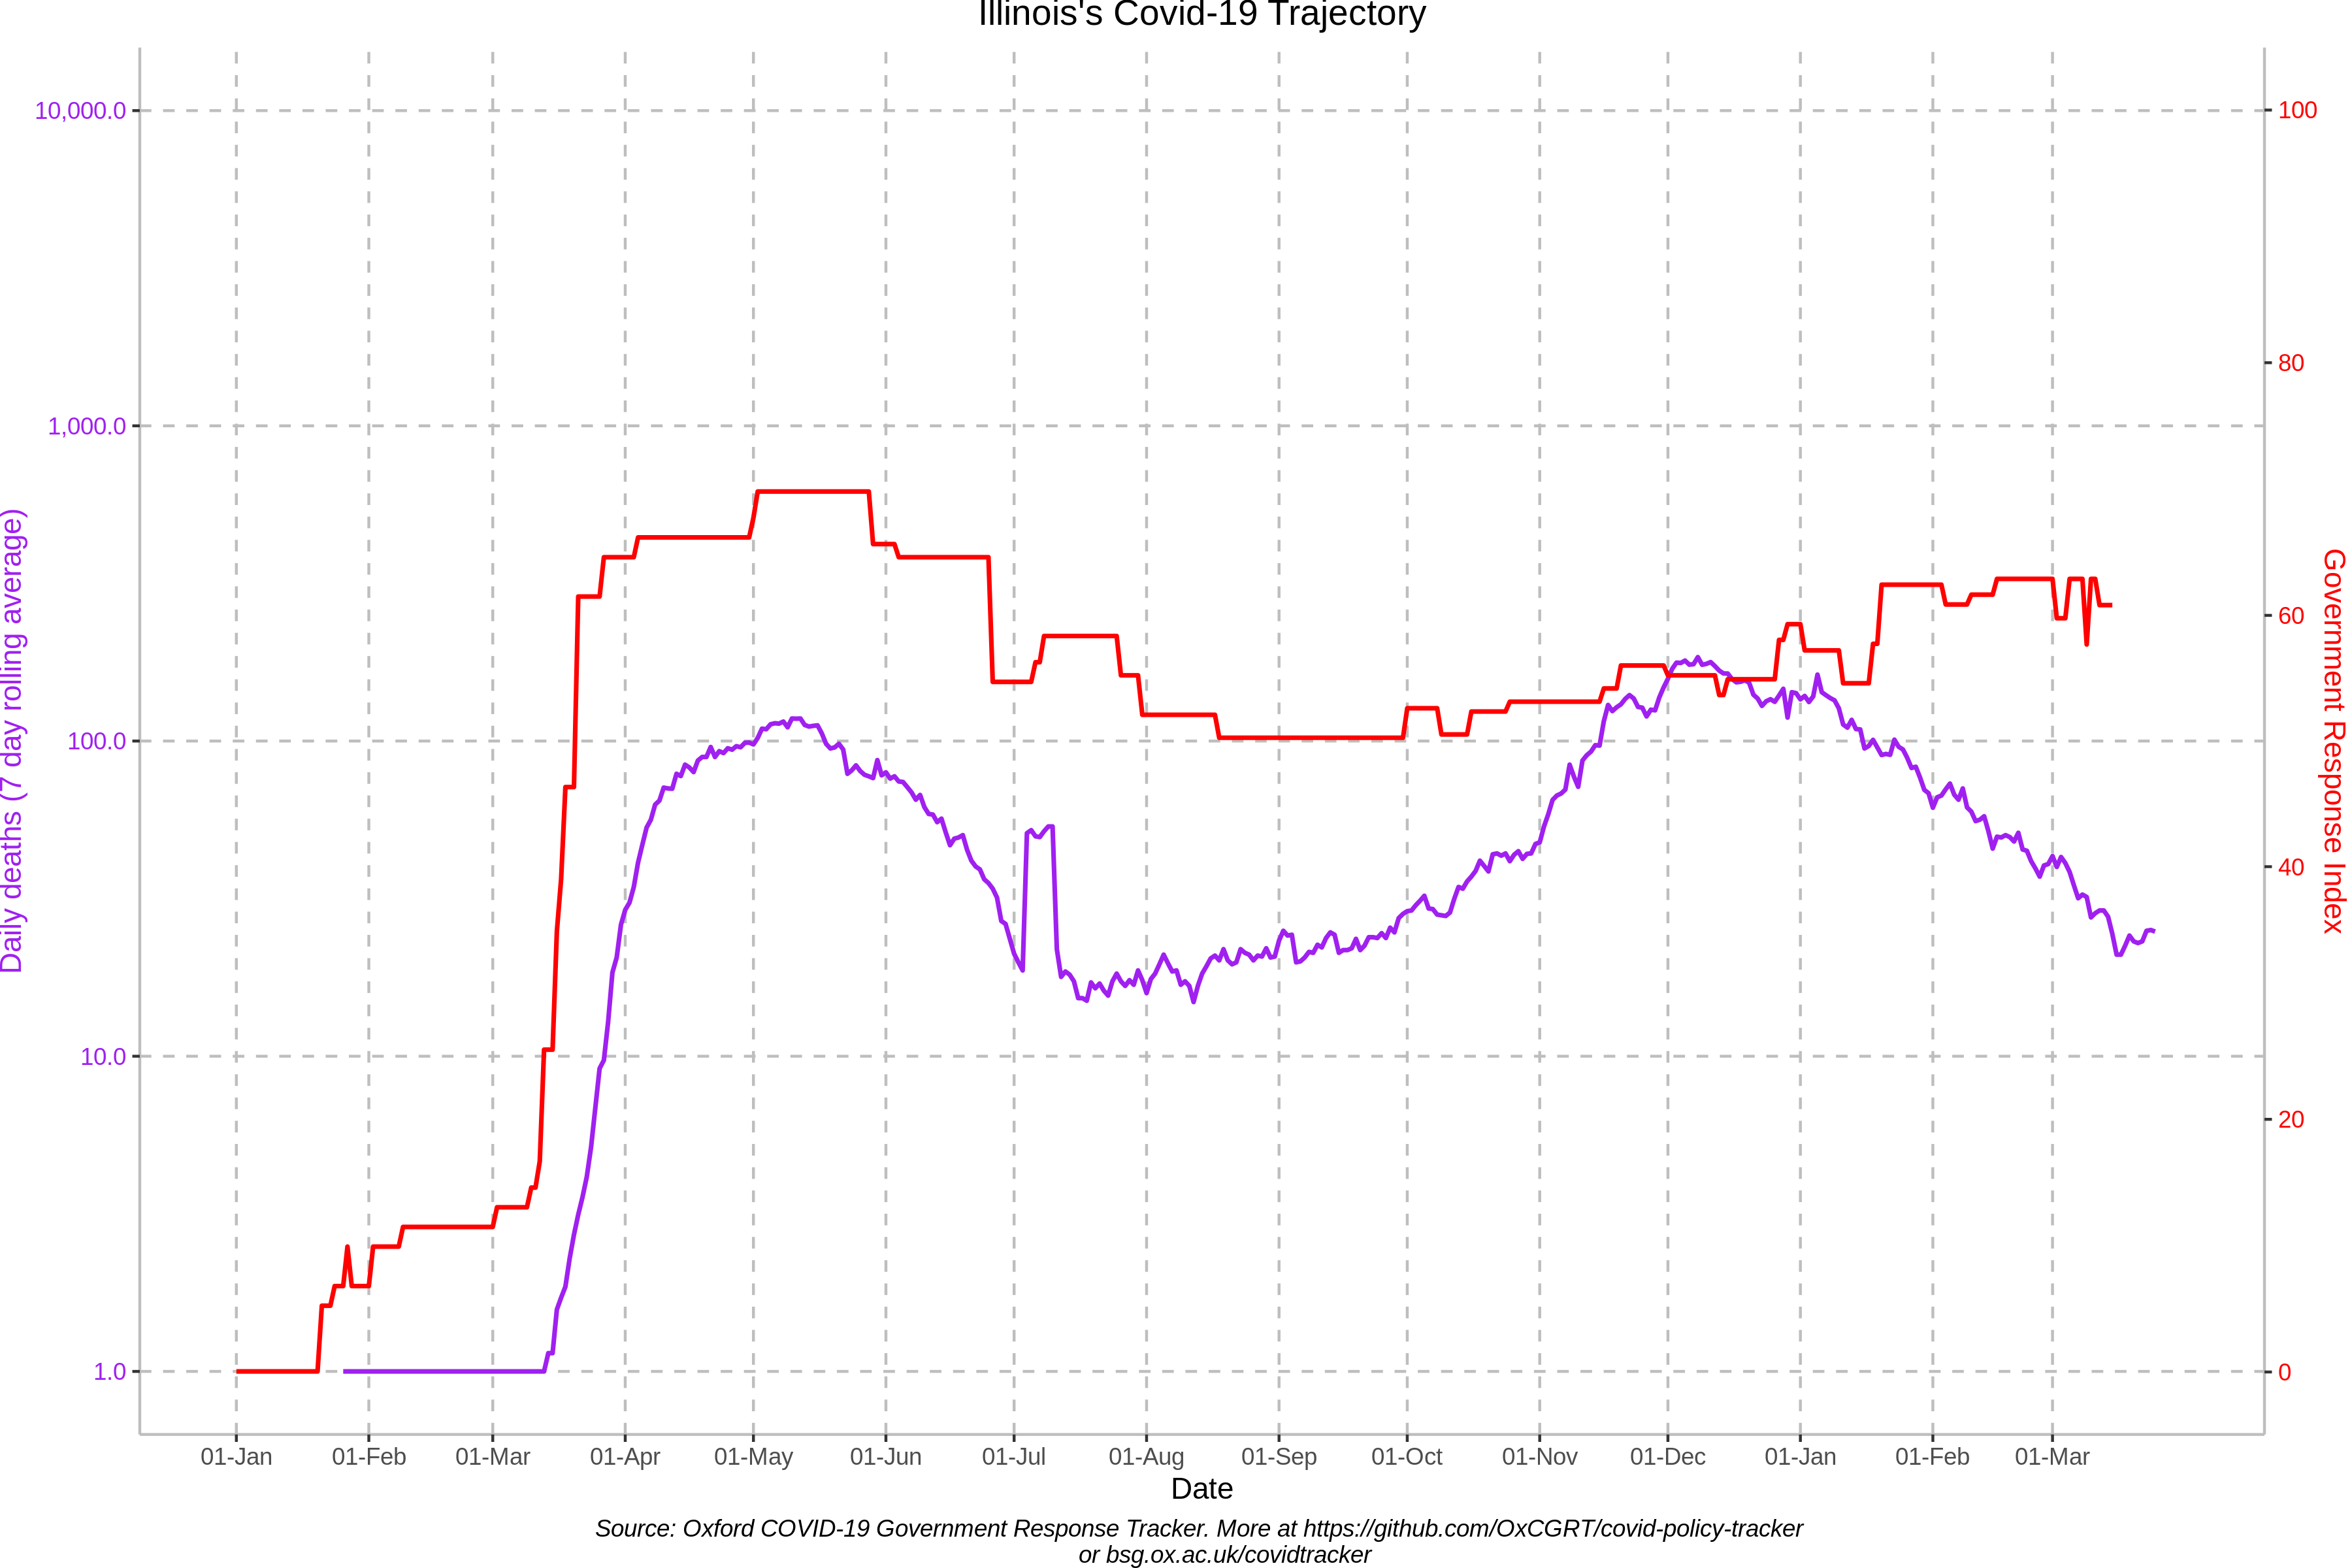 Illinois's Covid-19 Trajectory
10,000.0
1,000.0
100.0
10.0
1.0
Daily deaths (7 day rolling average)
100
80
60
40
20
0
Government Response Index
01-Jan 01-Feb 01-Mar 01-Apr 01-May 01-Jun 01-Jul 01-Aug 01-Sep 01-Oct 01-Nov 01-Dec 01-Jan 01-Feb 01-Mar
Date
Source: Oxford COVID-19 Government Response Tracker. More at https://github.com/OxCGRT/covid-policy-tracker
or bsg.ox.ac.uk/covidtracker